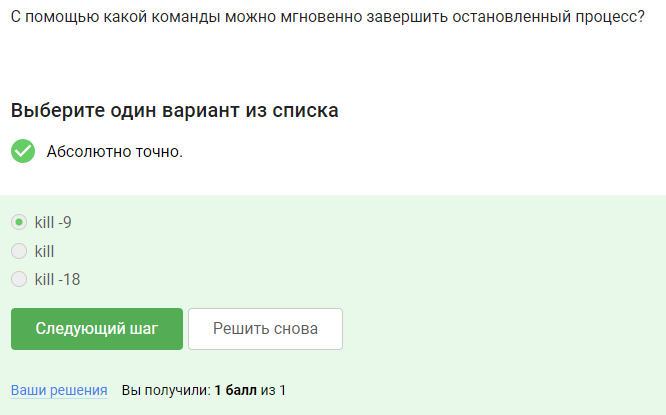 С помощью какой команды можно мгновенно завершить остановленный процесс?
Выберите один вариант из списка
Абсолютно точно.
kill -9
kill
kill -18
Следующий шаг Решить снова
Ваши решения Вы получили: 1 балл из 1